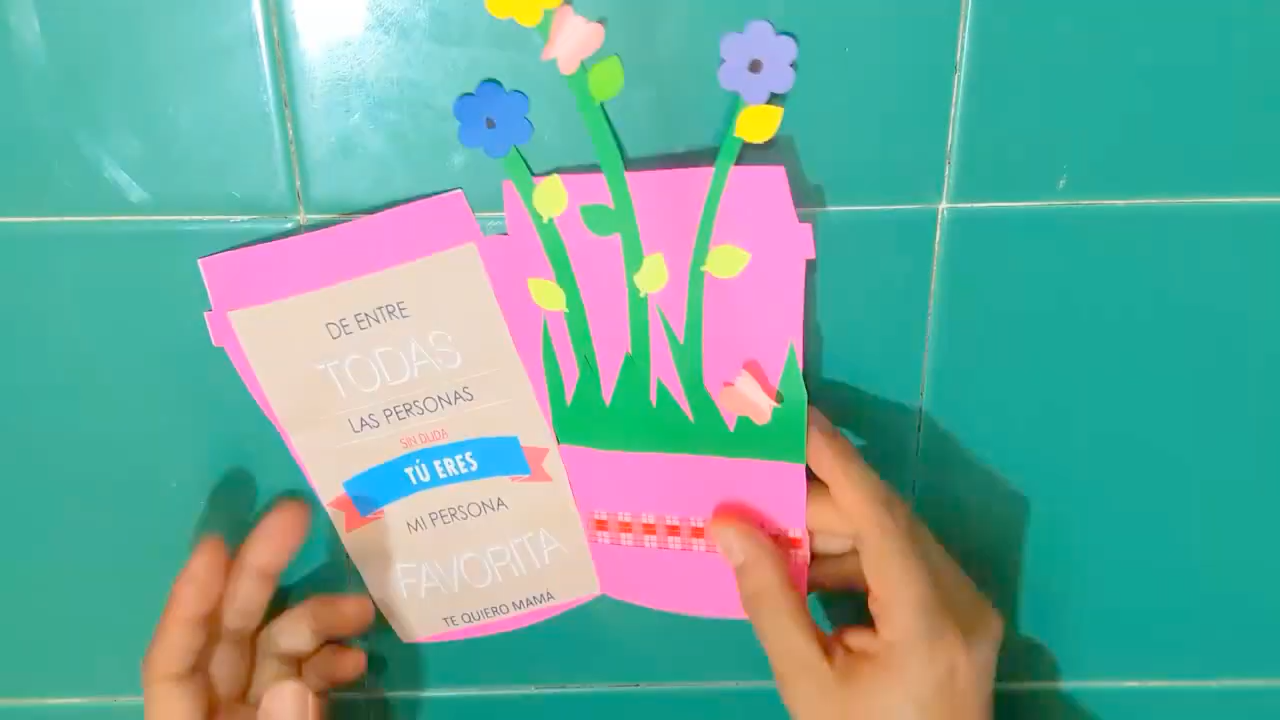 DE ENTRE
TODAS
LAS PERSONAS
SIN DUDA
TÚ ERES
MI PERSONA
FAVORITA
TE QUIERO MAMÁ